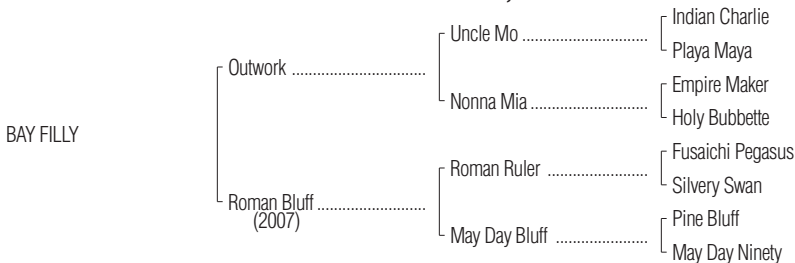 Indian Charlie
Uncle Mo ..............................
Playa Maya
Outwork ................................
Empire Maker
Nonna Mia ............................
Holy Bubbette
BAY FILLY
Fusaichi Pegasus
Roman Ruler ........................
Silvery Swan
Roman Bluff ..........................
(2007)
Pine Bluff
May Day Bluff ......................
May Day Ninety